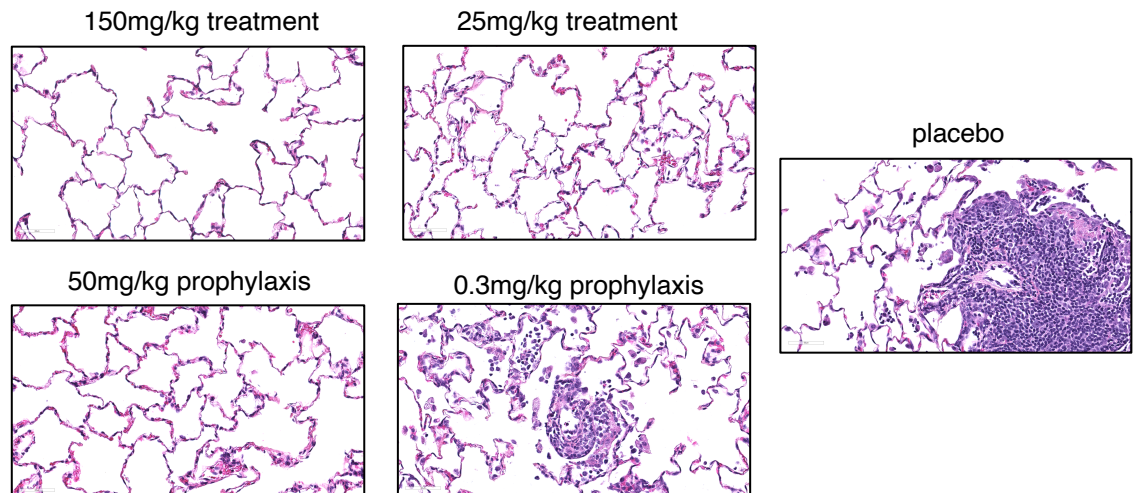 150mg/kg treatment
25mg/kg treatment
placebo
50mg/kg prophylaxis
0.3mg/kg prophylaxis